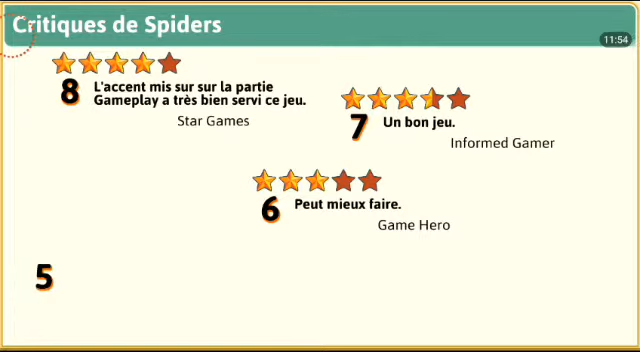 Critiques de Spiders
11:54
8
L'accent mis sur sur la partie
Gameplay a très bien servi ce jeu.
Star Games
7
Un bon jeu.
Informed Gamer
6
Peut mieux faire.
Game Hero
5